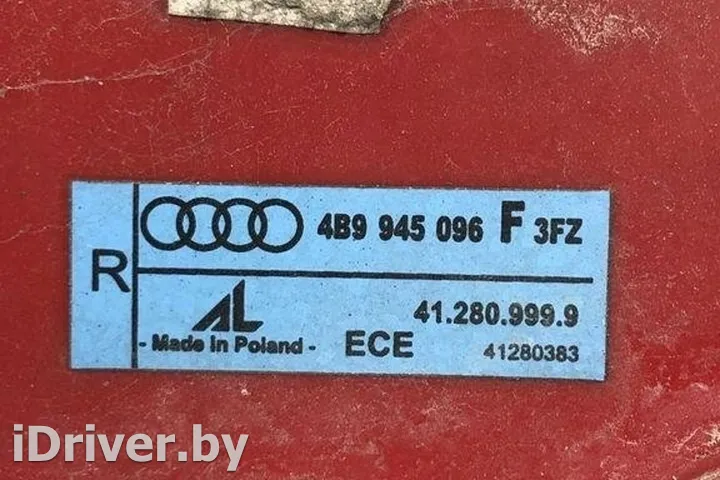 4B9 945 096 F 3FZ
R
AL
41.280.999.9
- Made In Poland - ECE 41280383
iDriver.by